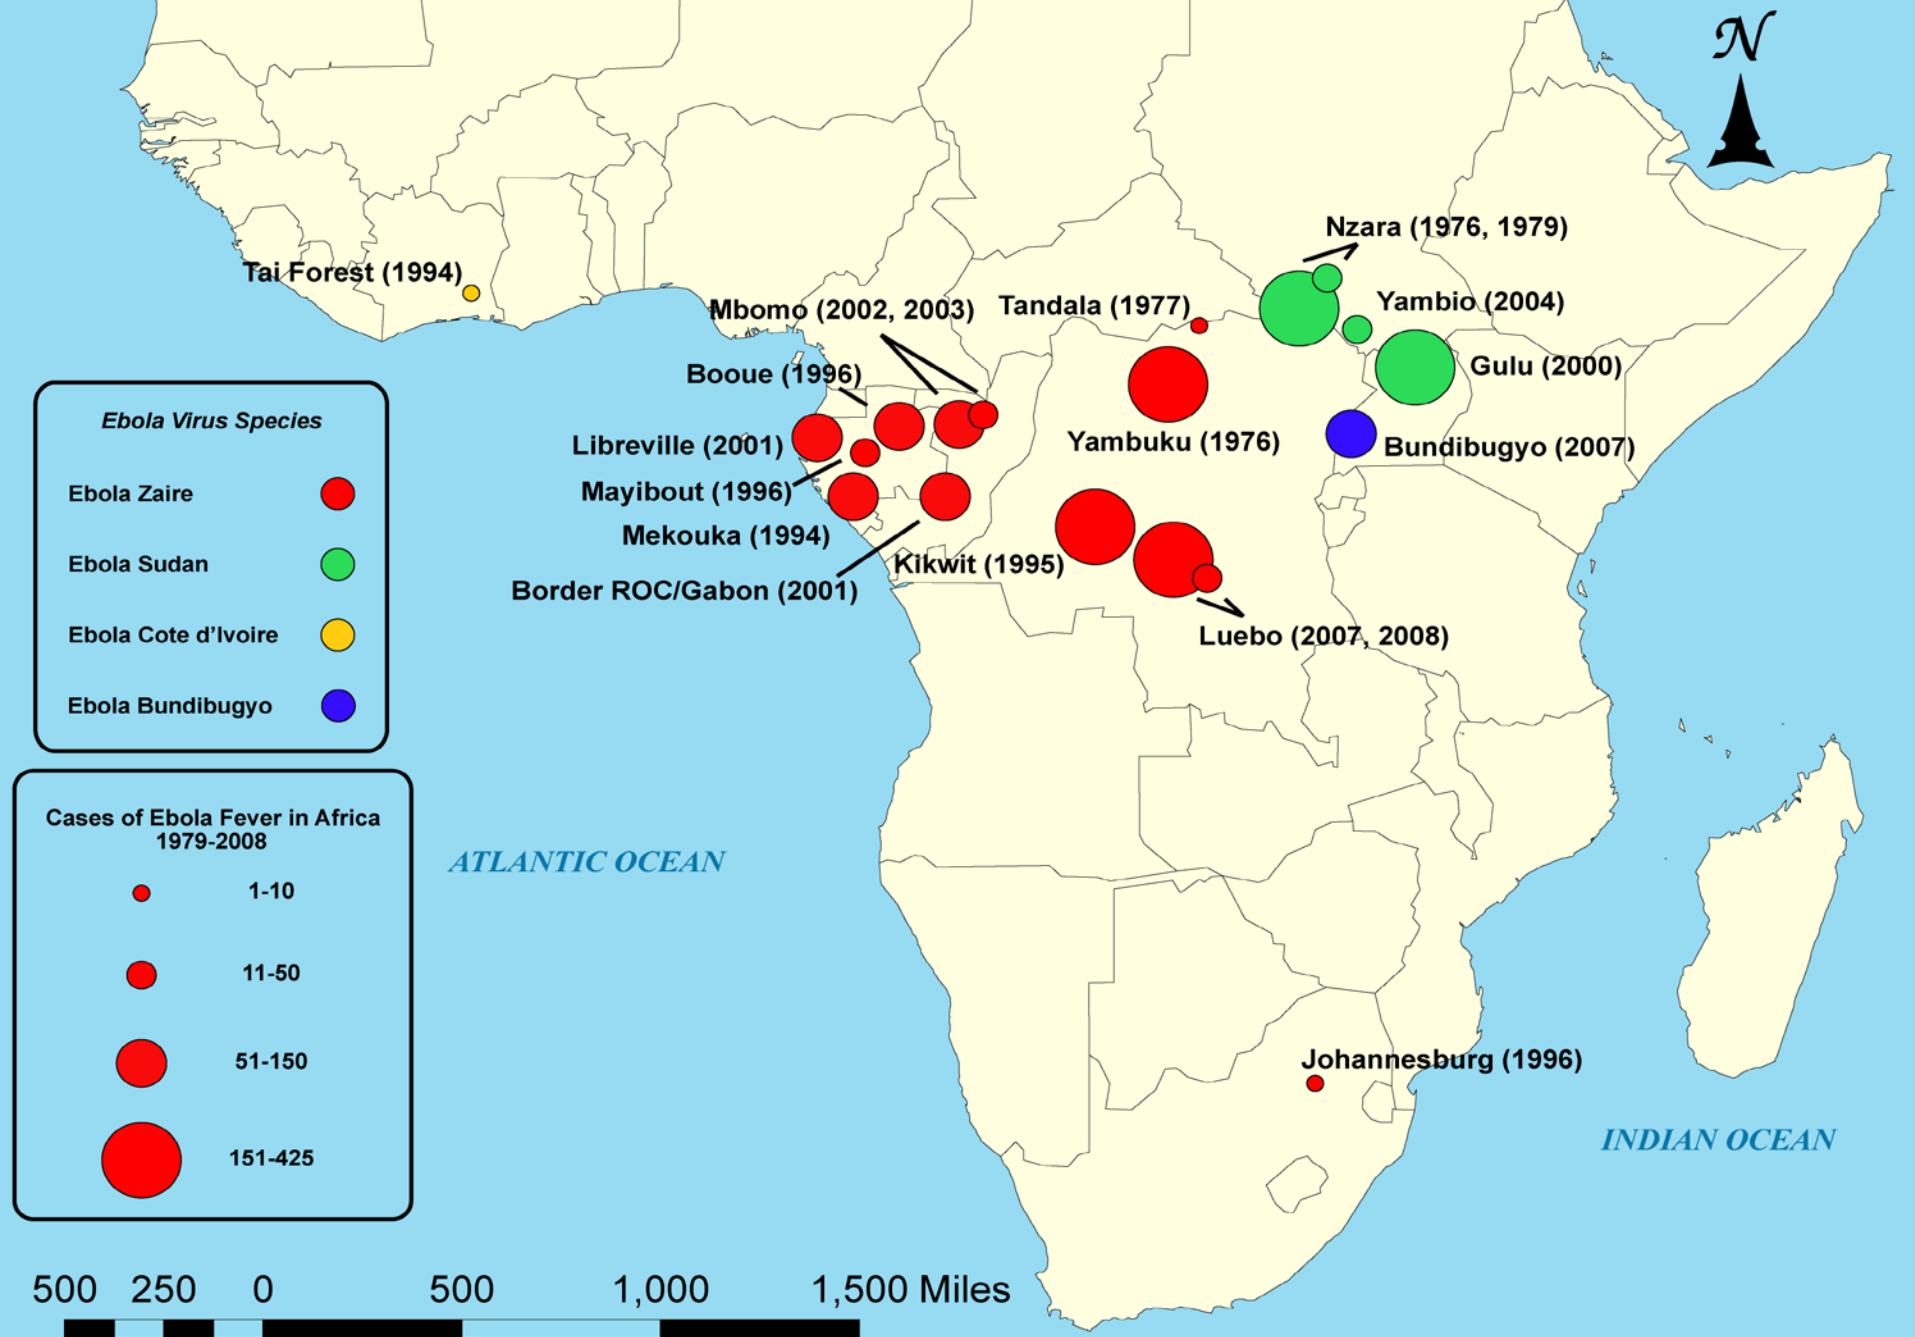 N
Nzara (1976, 1979)
Tai Forest (1994)
Yambio (2004)
Tandala (1977)
Mbomo (2002, 2003)
Gulu (2000)
Booue (1996)
Yambuku (1976)
Libreville (2001)
Bundibugyo (2007)
Mayibout (1996)
Mekouka (1994)
Kikwit (1995)
Border ROC/Gabon (2001)
Luebo (2007, 2008)
Ebola Virus Species
Ebola Zaire
Ebola Sudan
Ebola Cote d’Ivoire
Ebola Bundibugyo
Cases of Ebola Fever in Africa
1979-2008
1-10
11-50
51-150
151-425
ATLANTIC OCEAN
Johannesburg (1996)
INDIAN OCEAN
500 250 0 500 1,000 1,500 Miles